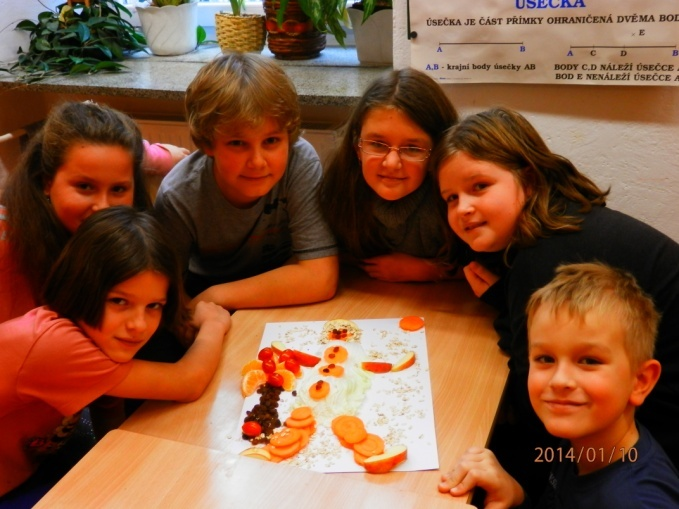 ÚSEČKA
ÚSEČKA JE ČÁST PŘÍMKY OHRANIČENÁ DVĚMA BOD
E
A B A C D B
A,B - krajní body úsečky AB BODY C,D NÁLEŽÍ ÚSEČCE A
BOD E NENÁLEŽÍ ÚSEČCE A
2014/01/10